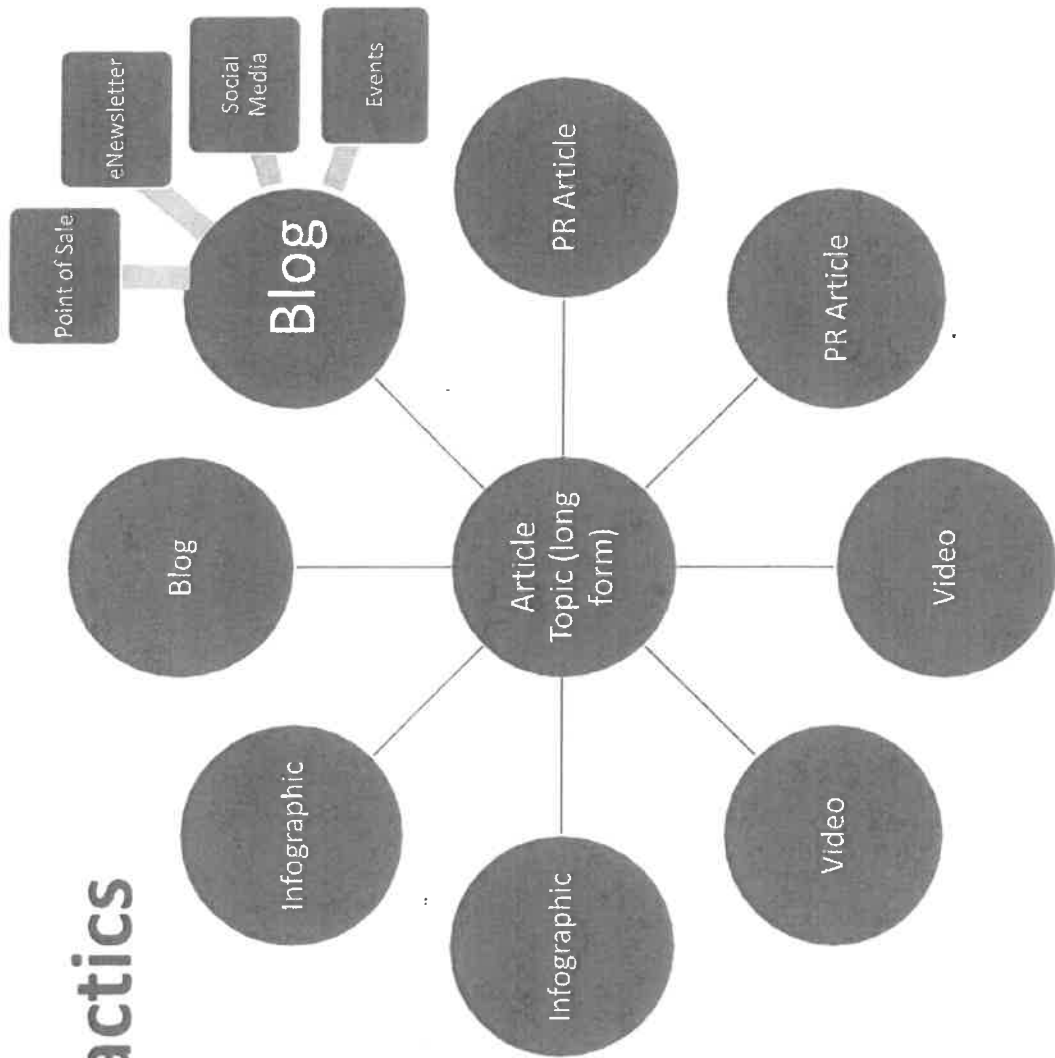 actics
Point of Sale
eNewsletter
Blog
Social
Media
Infographic
Blog
Events
Infographic
Article
Topic (long
form)
PR Article
Video
PR Article
Video